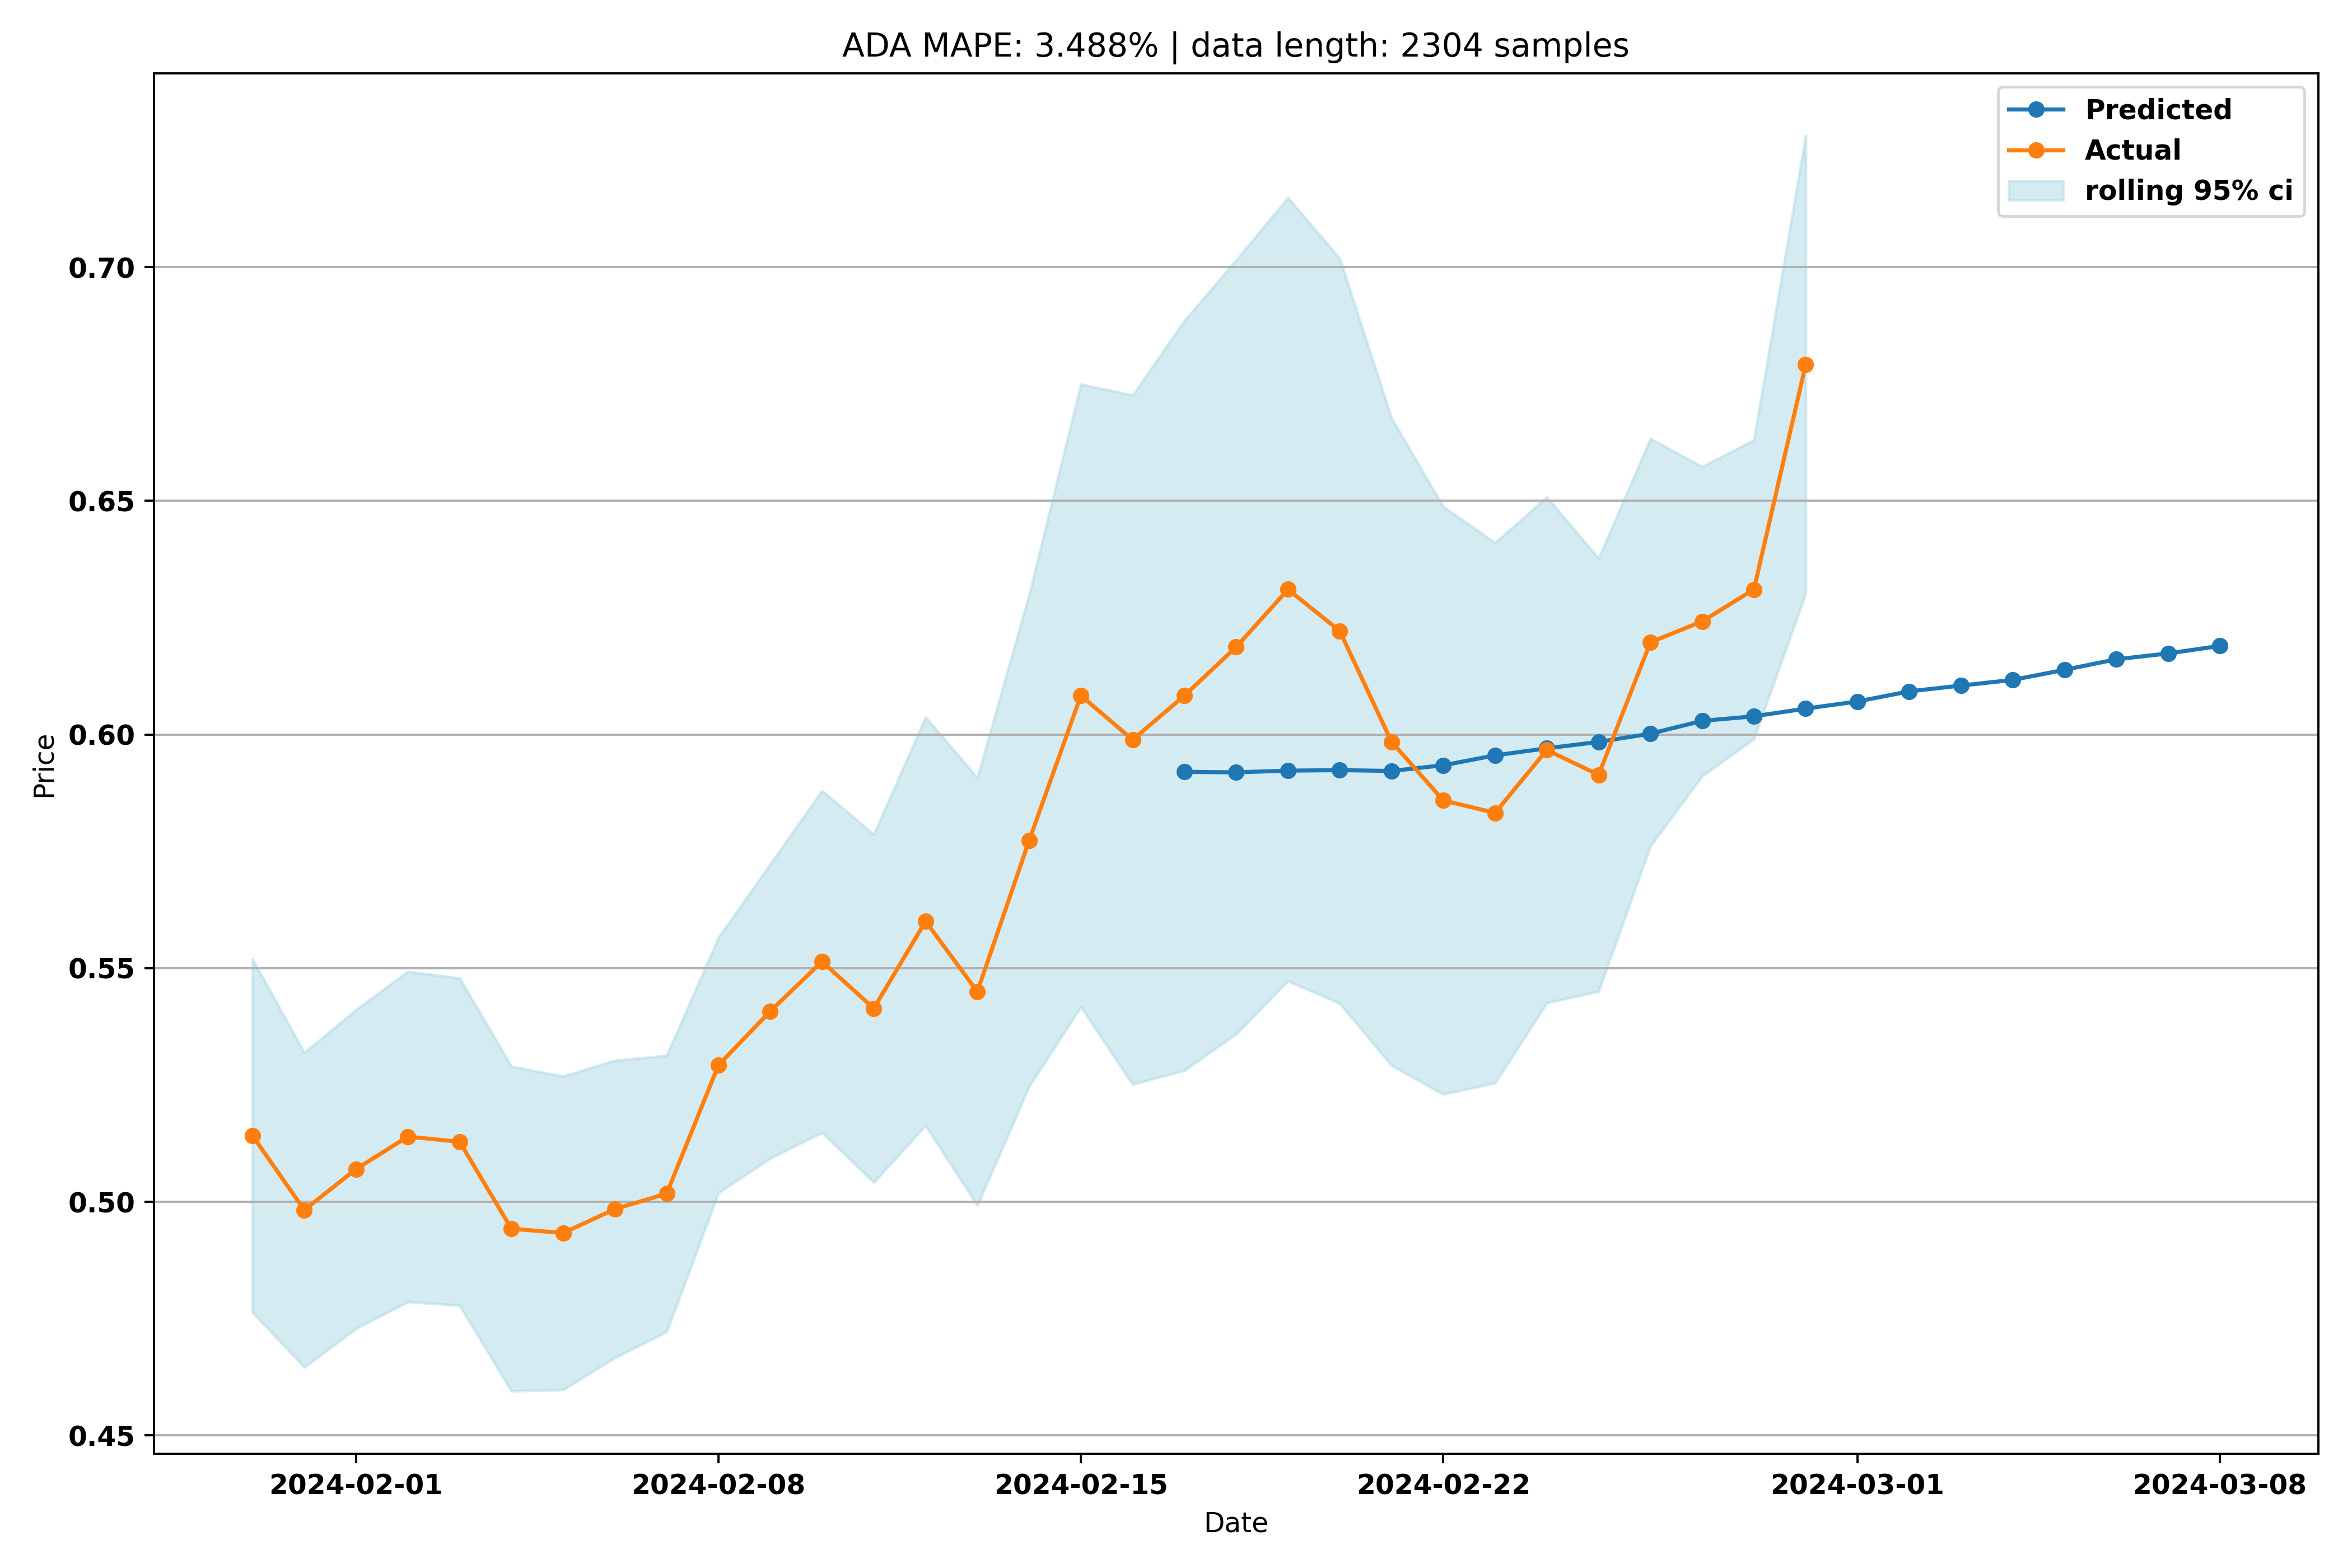 ADA MAPE: 3.488% | data length: 2304 samples
Predicted
Actual
rolling 95% ci
0.70
0.65
0.60
0.55
0.50
0.45
Price
2024-02-01
2024-02-08
2024-02-15
2024-02-22
2024-03-01
2024-03-08
Date